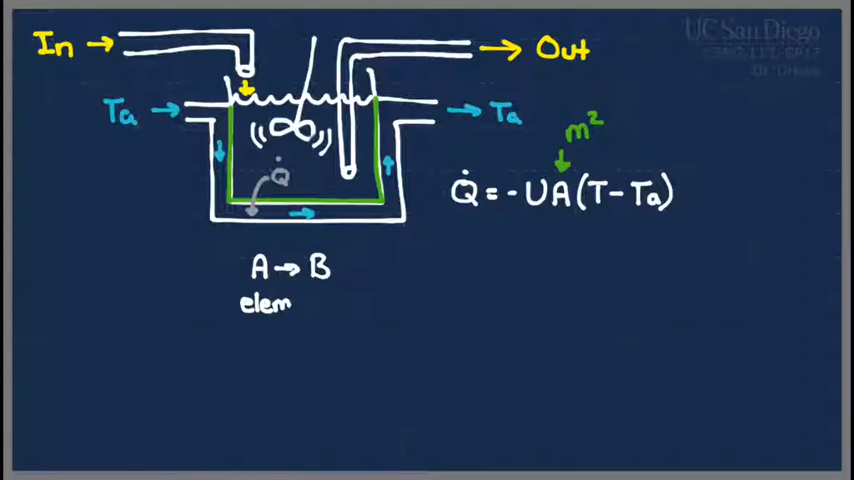 In → → Out
UC San Diego
Ta → → Ta
m²
Q̇
Q̇ = -UA(T-Ta)
A → B
elem